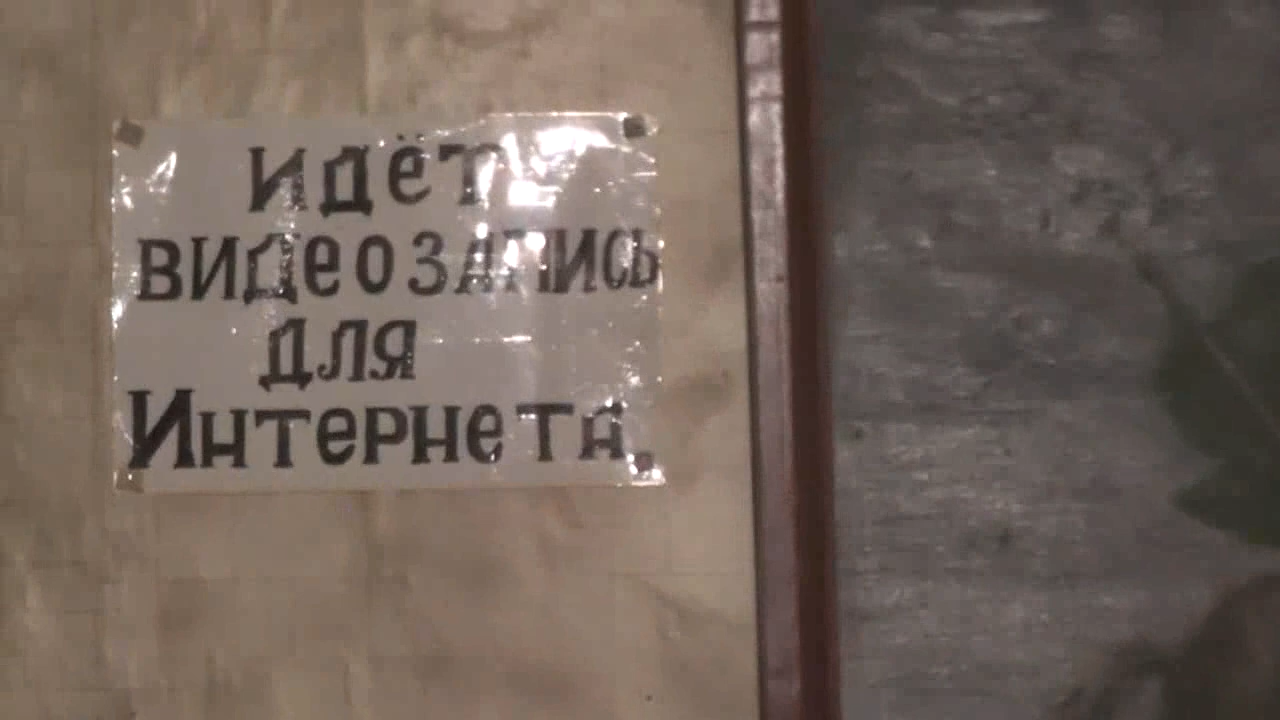 идёт
видеозапись
для
Интернета.